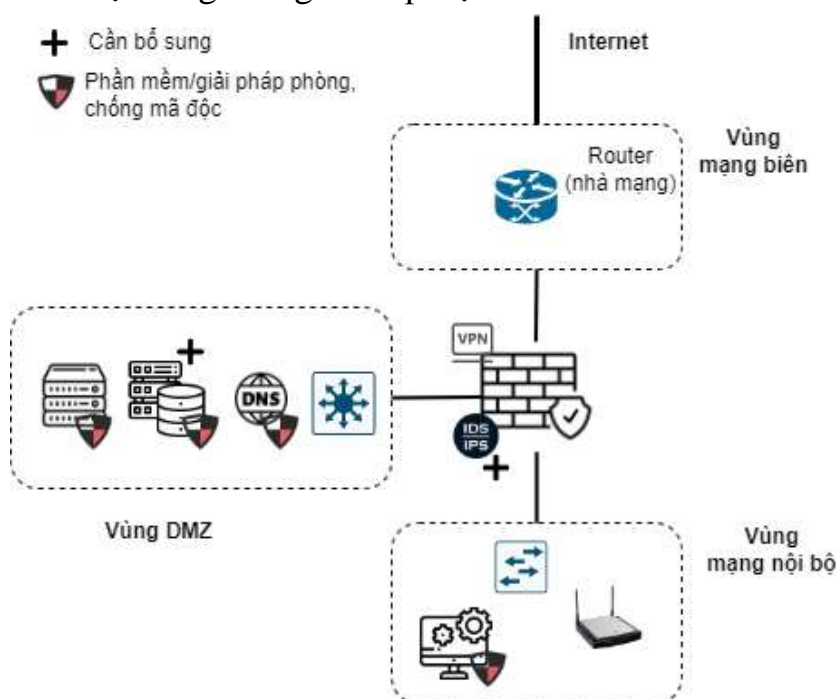 Cần bổ sung
Phần mềm/giải pháp phòng,
chống mã độc
Internet
Vùng
mạng biên
Router
(nhà mạng)
VPN
DNS
IDS
IPS
Vùng DMZ
Vùng
mạng nội bộ